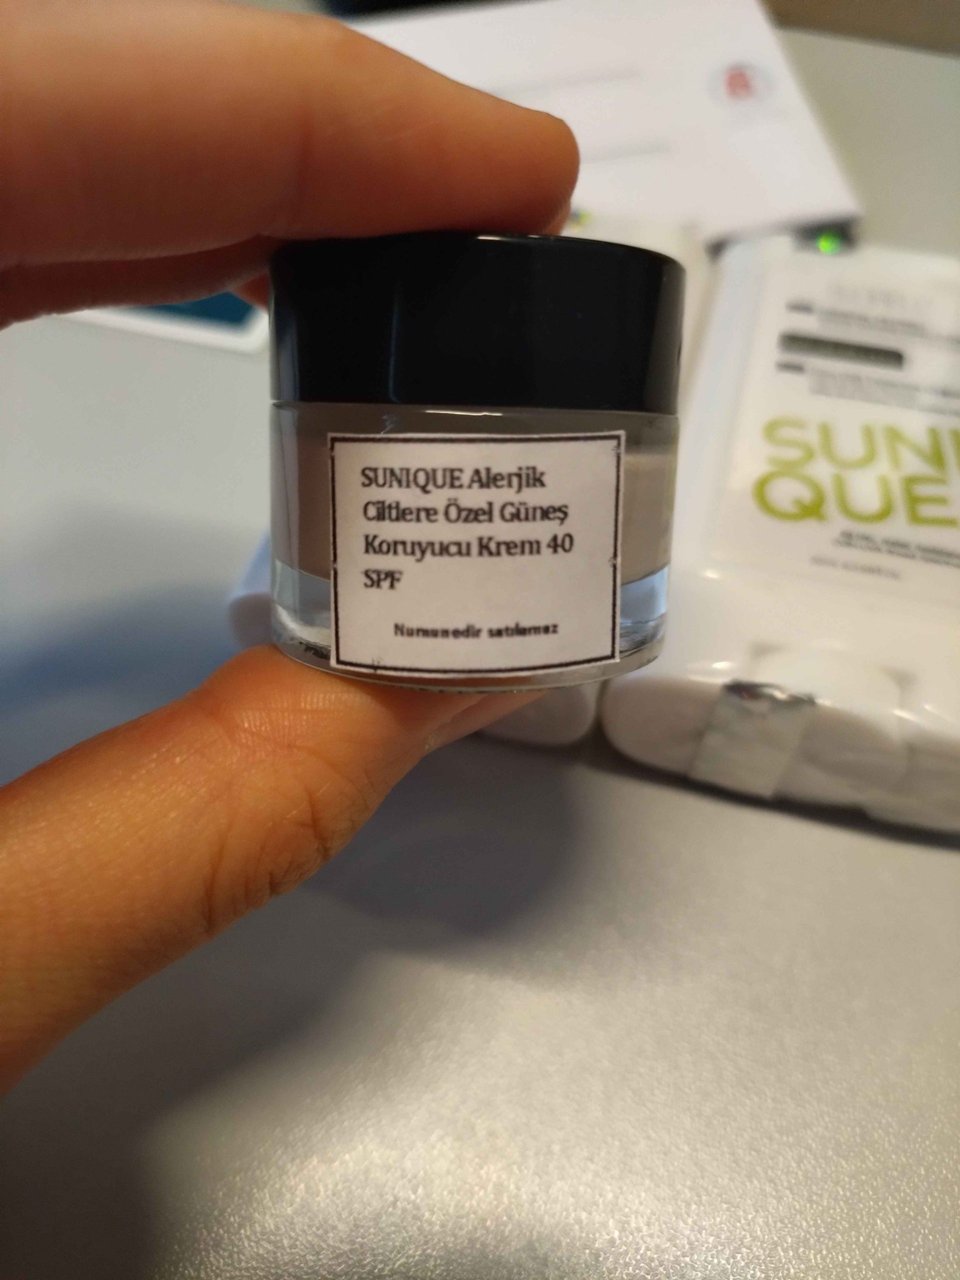 SUNIQUE Alerjik
Ciltlere Özel Güneş
Koruyucu Krem 40
SPF
Numunedir satılamaz
SUNI
QUE